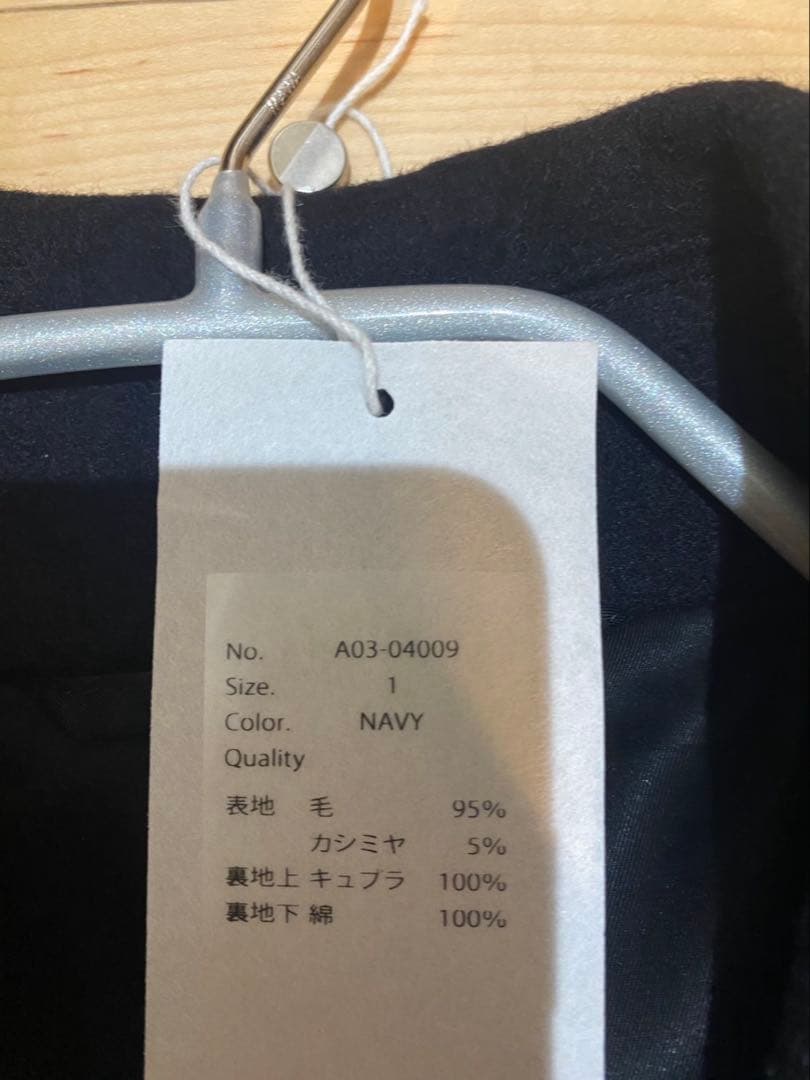 No. A03-04009
Size. 1
Color. NAVY
Quality
表地 毛 95%
カシミヤ 5%
裏地上 キュプラ 100%
裏地下 綿 100%